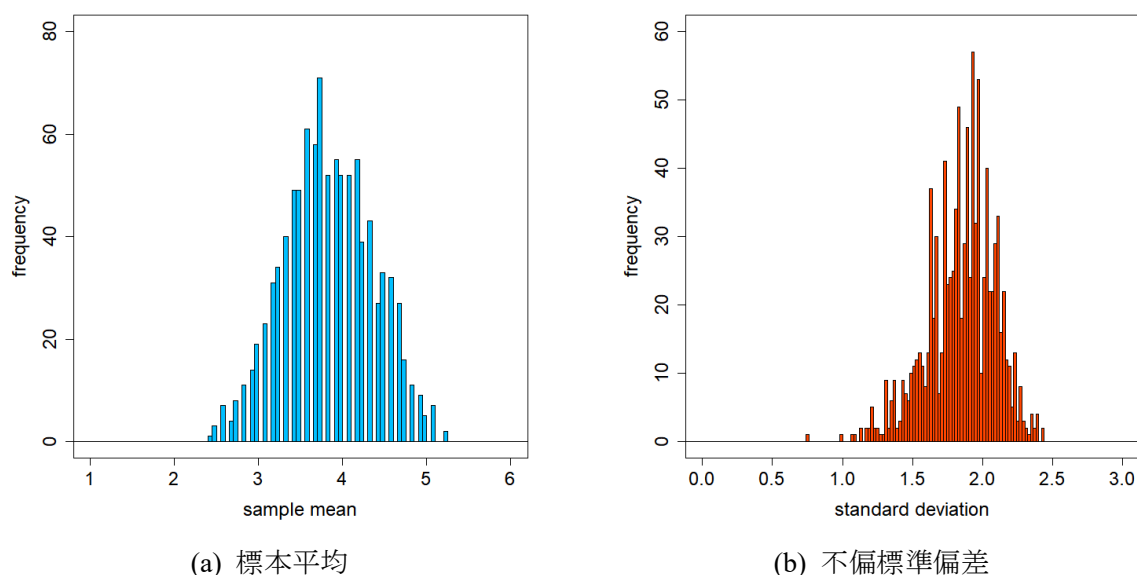 80
60
40
20
0
frequency
1 2 3 4 5 6
sample mean
(a) 標本平均
60
50
40
30
20
10
0
frequency
0.0 0.5 1.0 1.5 2.0 2.5 3.0
standard deviation
(b) 不偏標準偏差